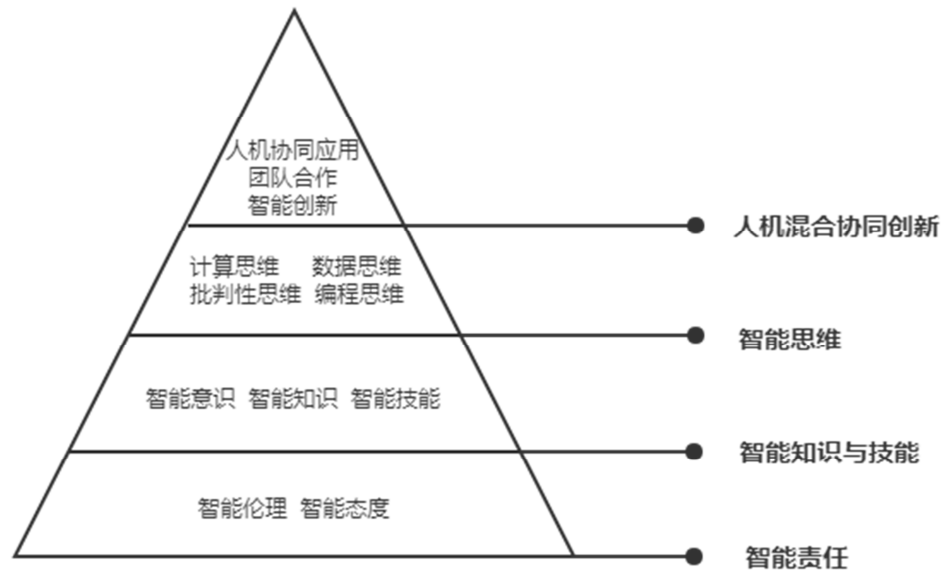 人机协同应用
团队合作
智能创新
人机混合协同创新
计算思维 数据思维
批判性思维 编程思维
智能思维
智能意识 智能知识 智能技能
智能知识与技能
智能伦理 智能态度
智能责任